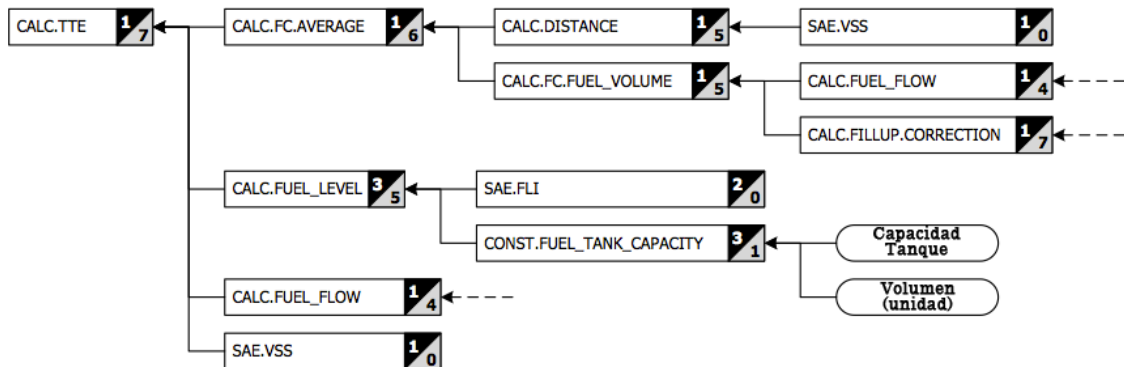 CALC.TTE 1/7 CALC.FC.AVERAGE 1/6 CALC.DISTANCE 1/5 SAE.VSS 1/0
CALC.FC.FUEL_VOLUME 1/5 CALC.FUEL_FLOW 1/4
CALC.FILLUP.CORRECTION 1/7
CALC.FUEL_LEVEL 3/5 SAE.FLI 2/0
CONST.FUEL_TANK_CAPACITY 3/1 Capacidad
Tanque
CALC.FUEL_FLOW 1/4 Volumen
(unidad)
SAE.VSS 1/0